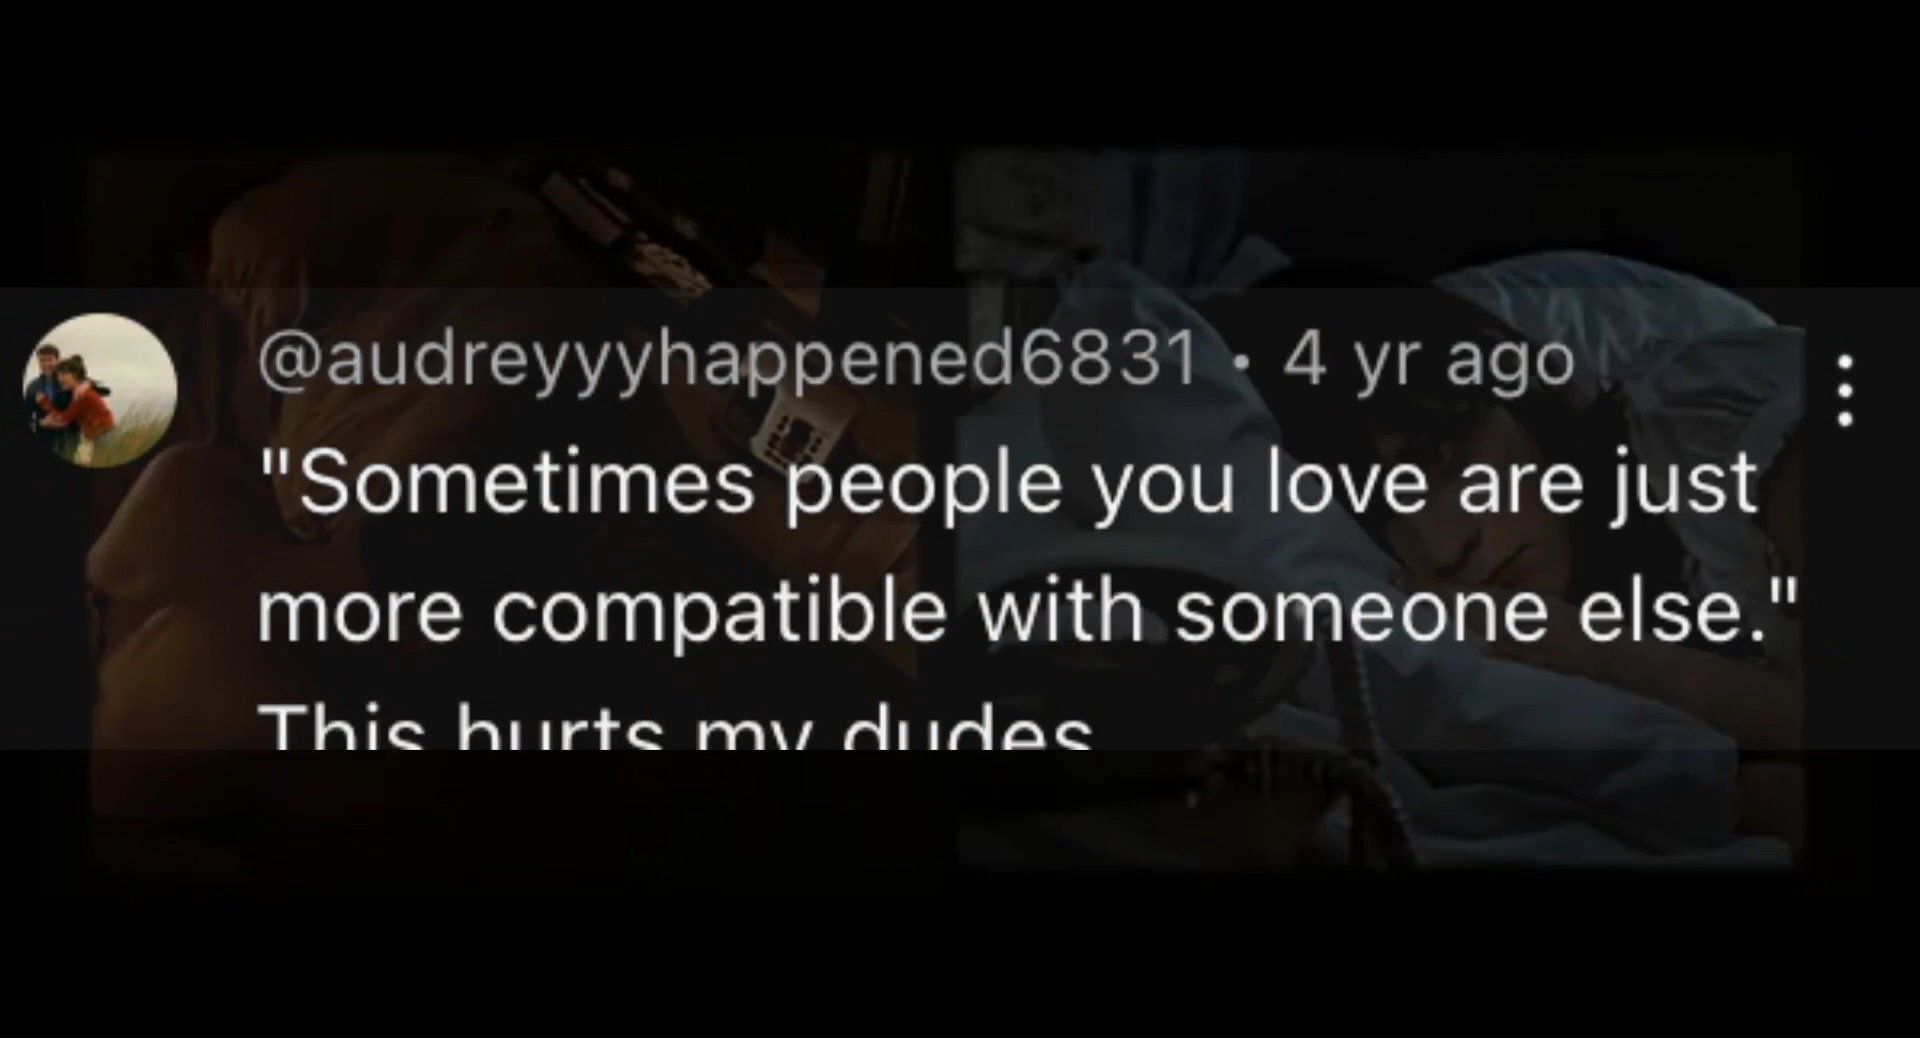 @audreyyyhappened6831 · 4 yr ago
"Sometimes people you love are just
more compatible with someone else."
This hurts my dudes